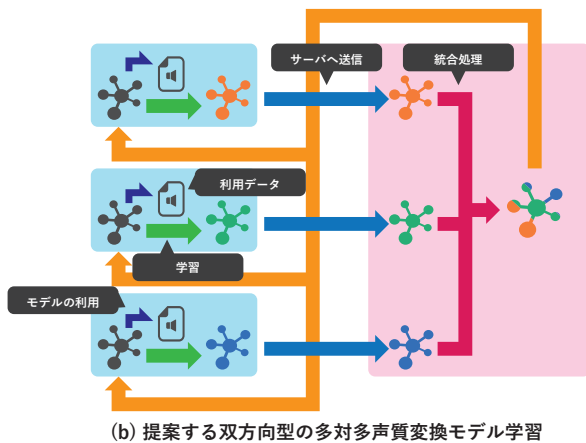 サーバへ送信
統合処理
利用データ
学習
モデルの利用
(b) 提案する双方向型の多対多声質変換モデル学習